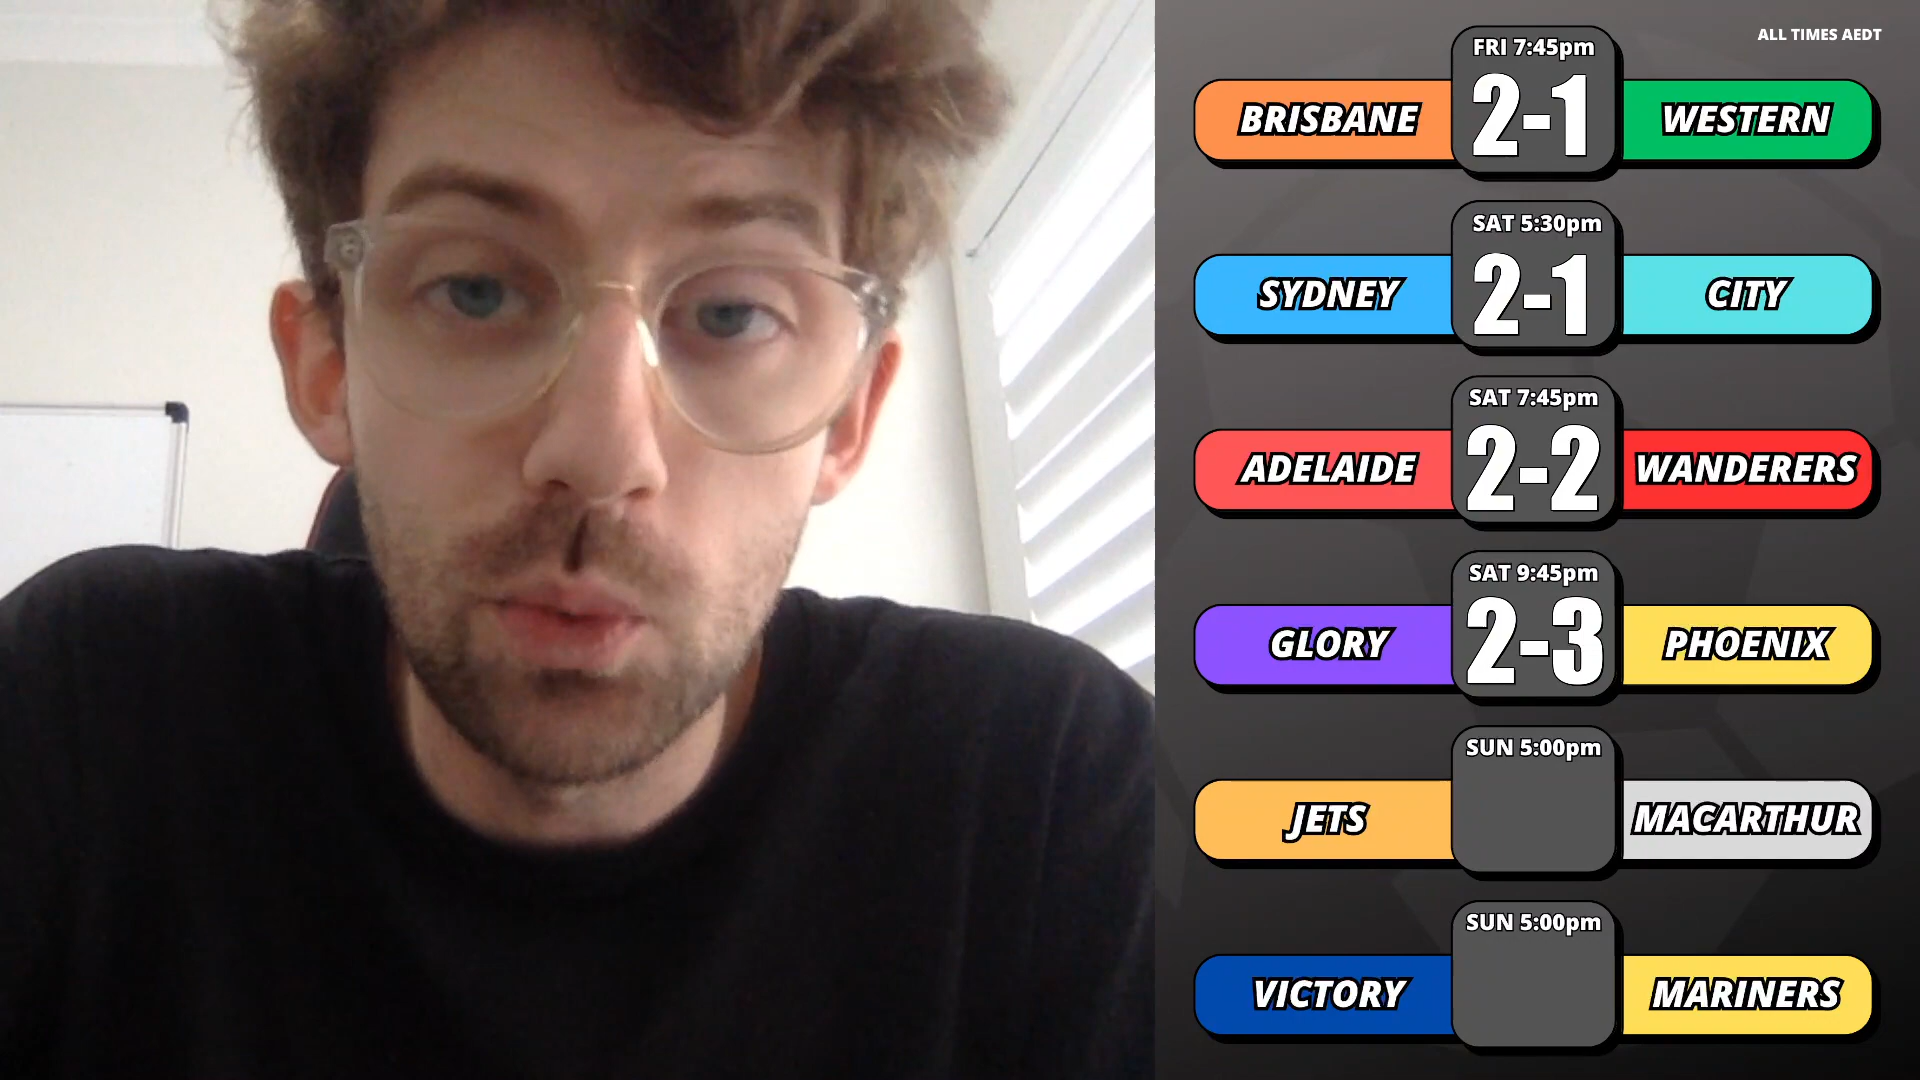 ALL TIMES AEDT
FRI 7:45pm
BRISBANE 2-1 WESTERN
SAT 5:30pm
SYDNEY 2-1 CITY
SAT 7:45pm
ADELAIDE 2-2 WANDERERS
SAT 9:45pm
GLORY 2-3 PHOENIX
SUN 5:00pm
JETS MACARTHUR
SUN 5:00pm
VICTORY MARINERS